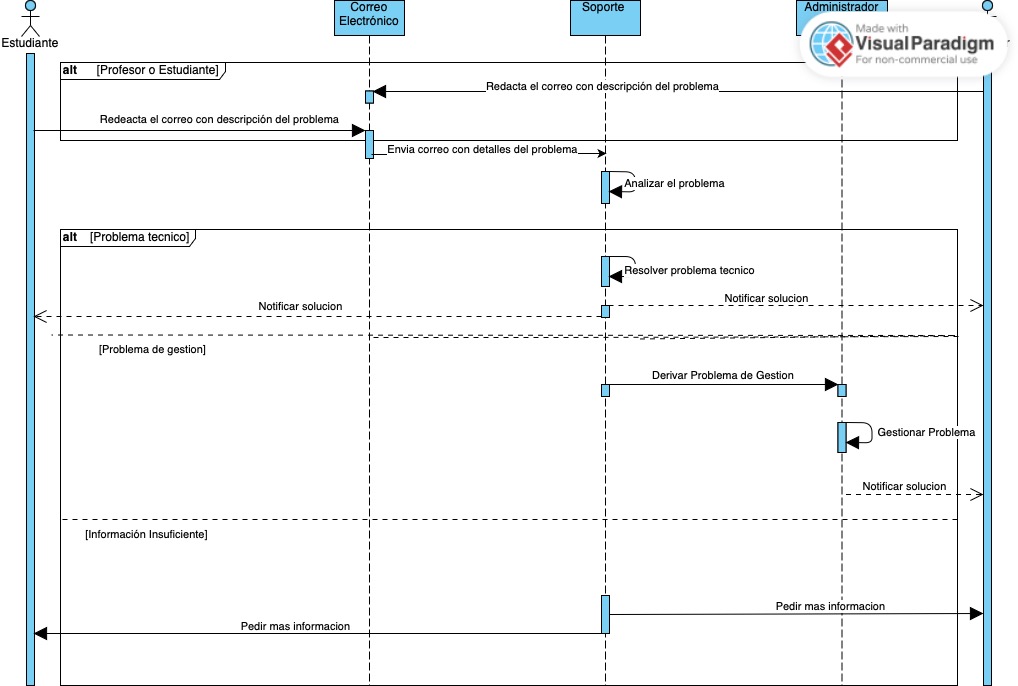 Correo
Electrónico
Soporte
Administrador
Made with
VisualParadigm
For non-commercial use
Estudiante
alt [Profesor o Estudiante]
Redacta el correo con descripción del problema
Redeacta el correo con descripción del problema
Envia correo con detalles del problema
Analizar el problema
alt [Problema tecnico]
Resolver problema tecnico
Notificar solucion
Notificar solucion
[Problema de gestion]
Derivar Problema de Gestion
Gestionar Problema
Notificar solucion
[Información Insuficiente]
Pedir mas informacion
Pedir mas informacion